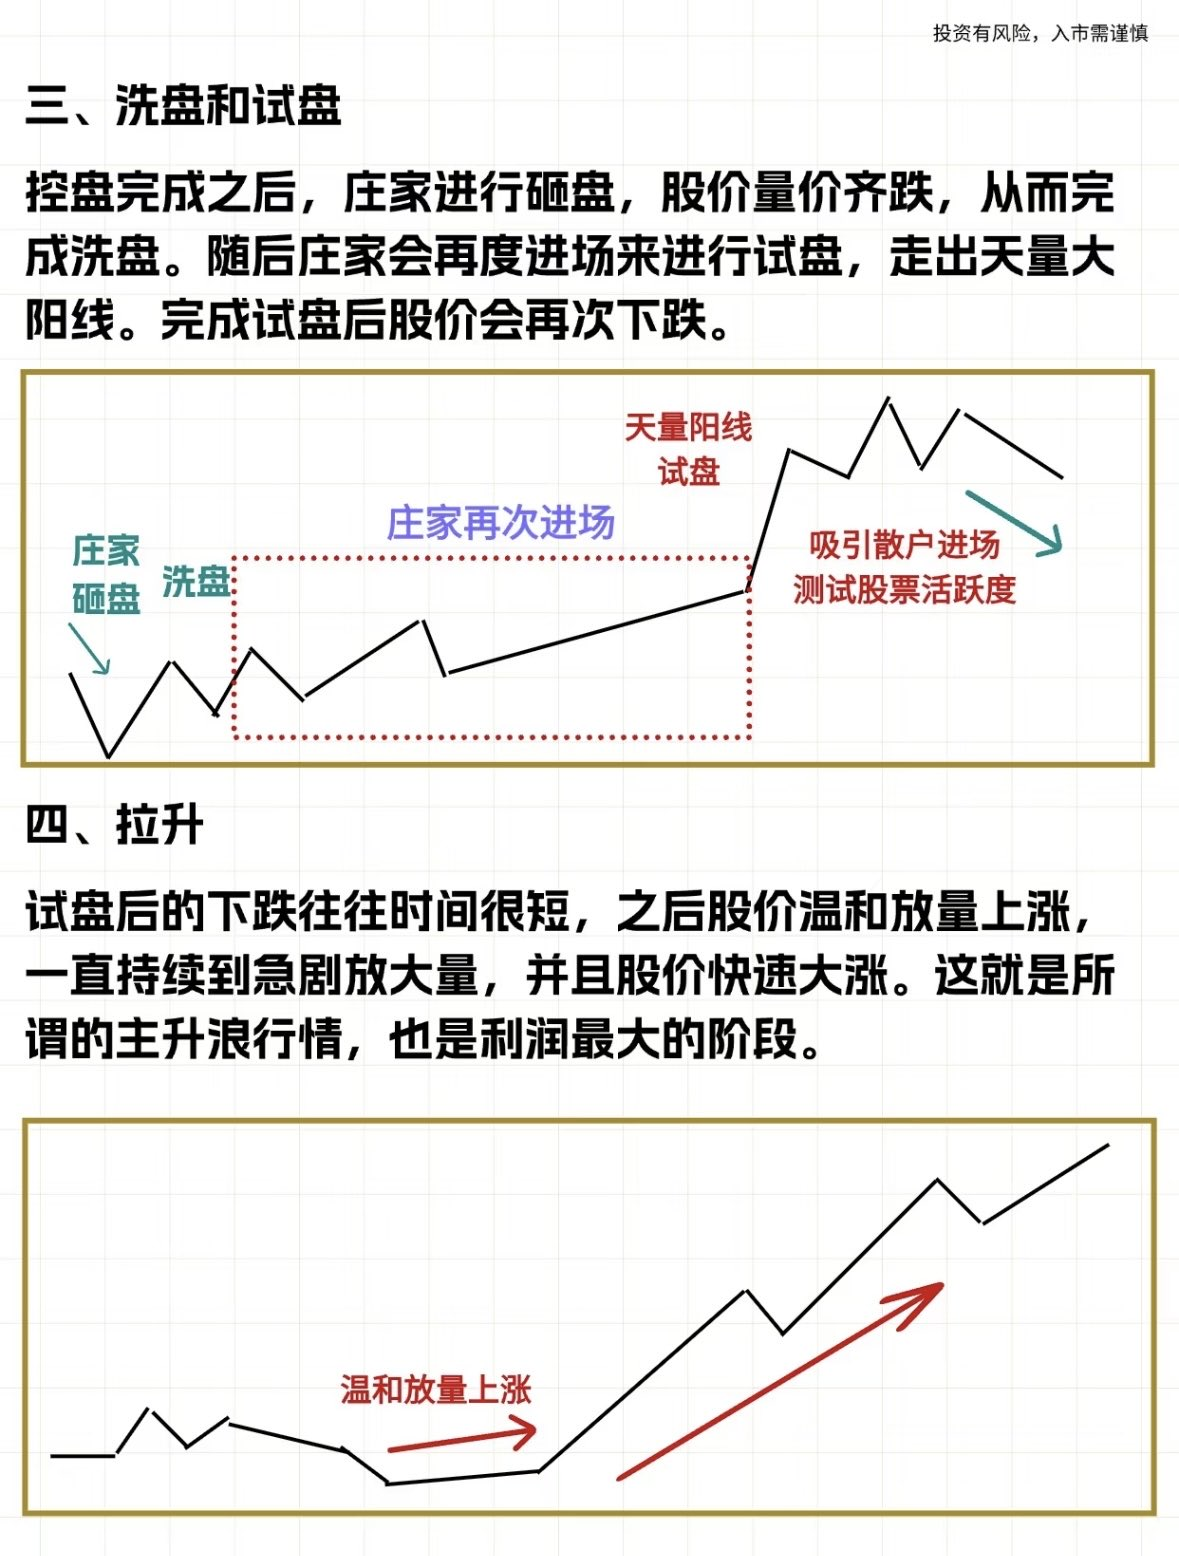 投资有风险，入市需谨慎
三、洗盘和试盘
控盘完成之后，庄家进行砸盘，股价量价齐跌，从而完
成洗盘。随后庄家会再度进场来进行试盘，走出天量大
阳线。完成试盘后股价会再次下跌。
天量阳线
试盘
庄家再次进场
庄家
砸盘
洗盘
吸引散户进场
测试股票活跃度
四、拉升
试盘后的下跌往往时间很短，之后股价温和放量上涨，
一直持续到急剧放大量，并且股价快速大涨。这就是所
谓的主升浪行情，也是利润最大的阶段。
温和放量上涨